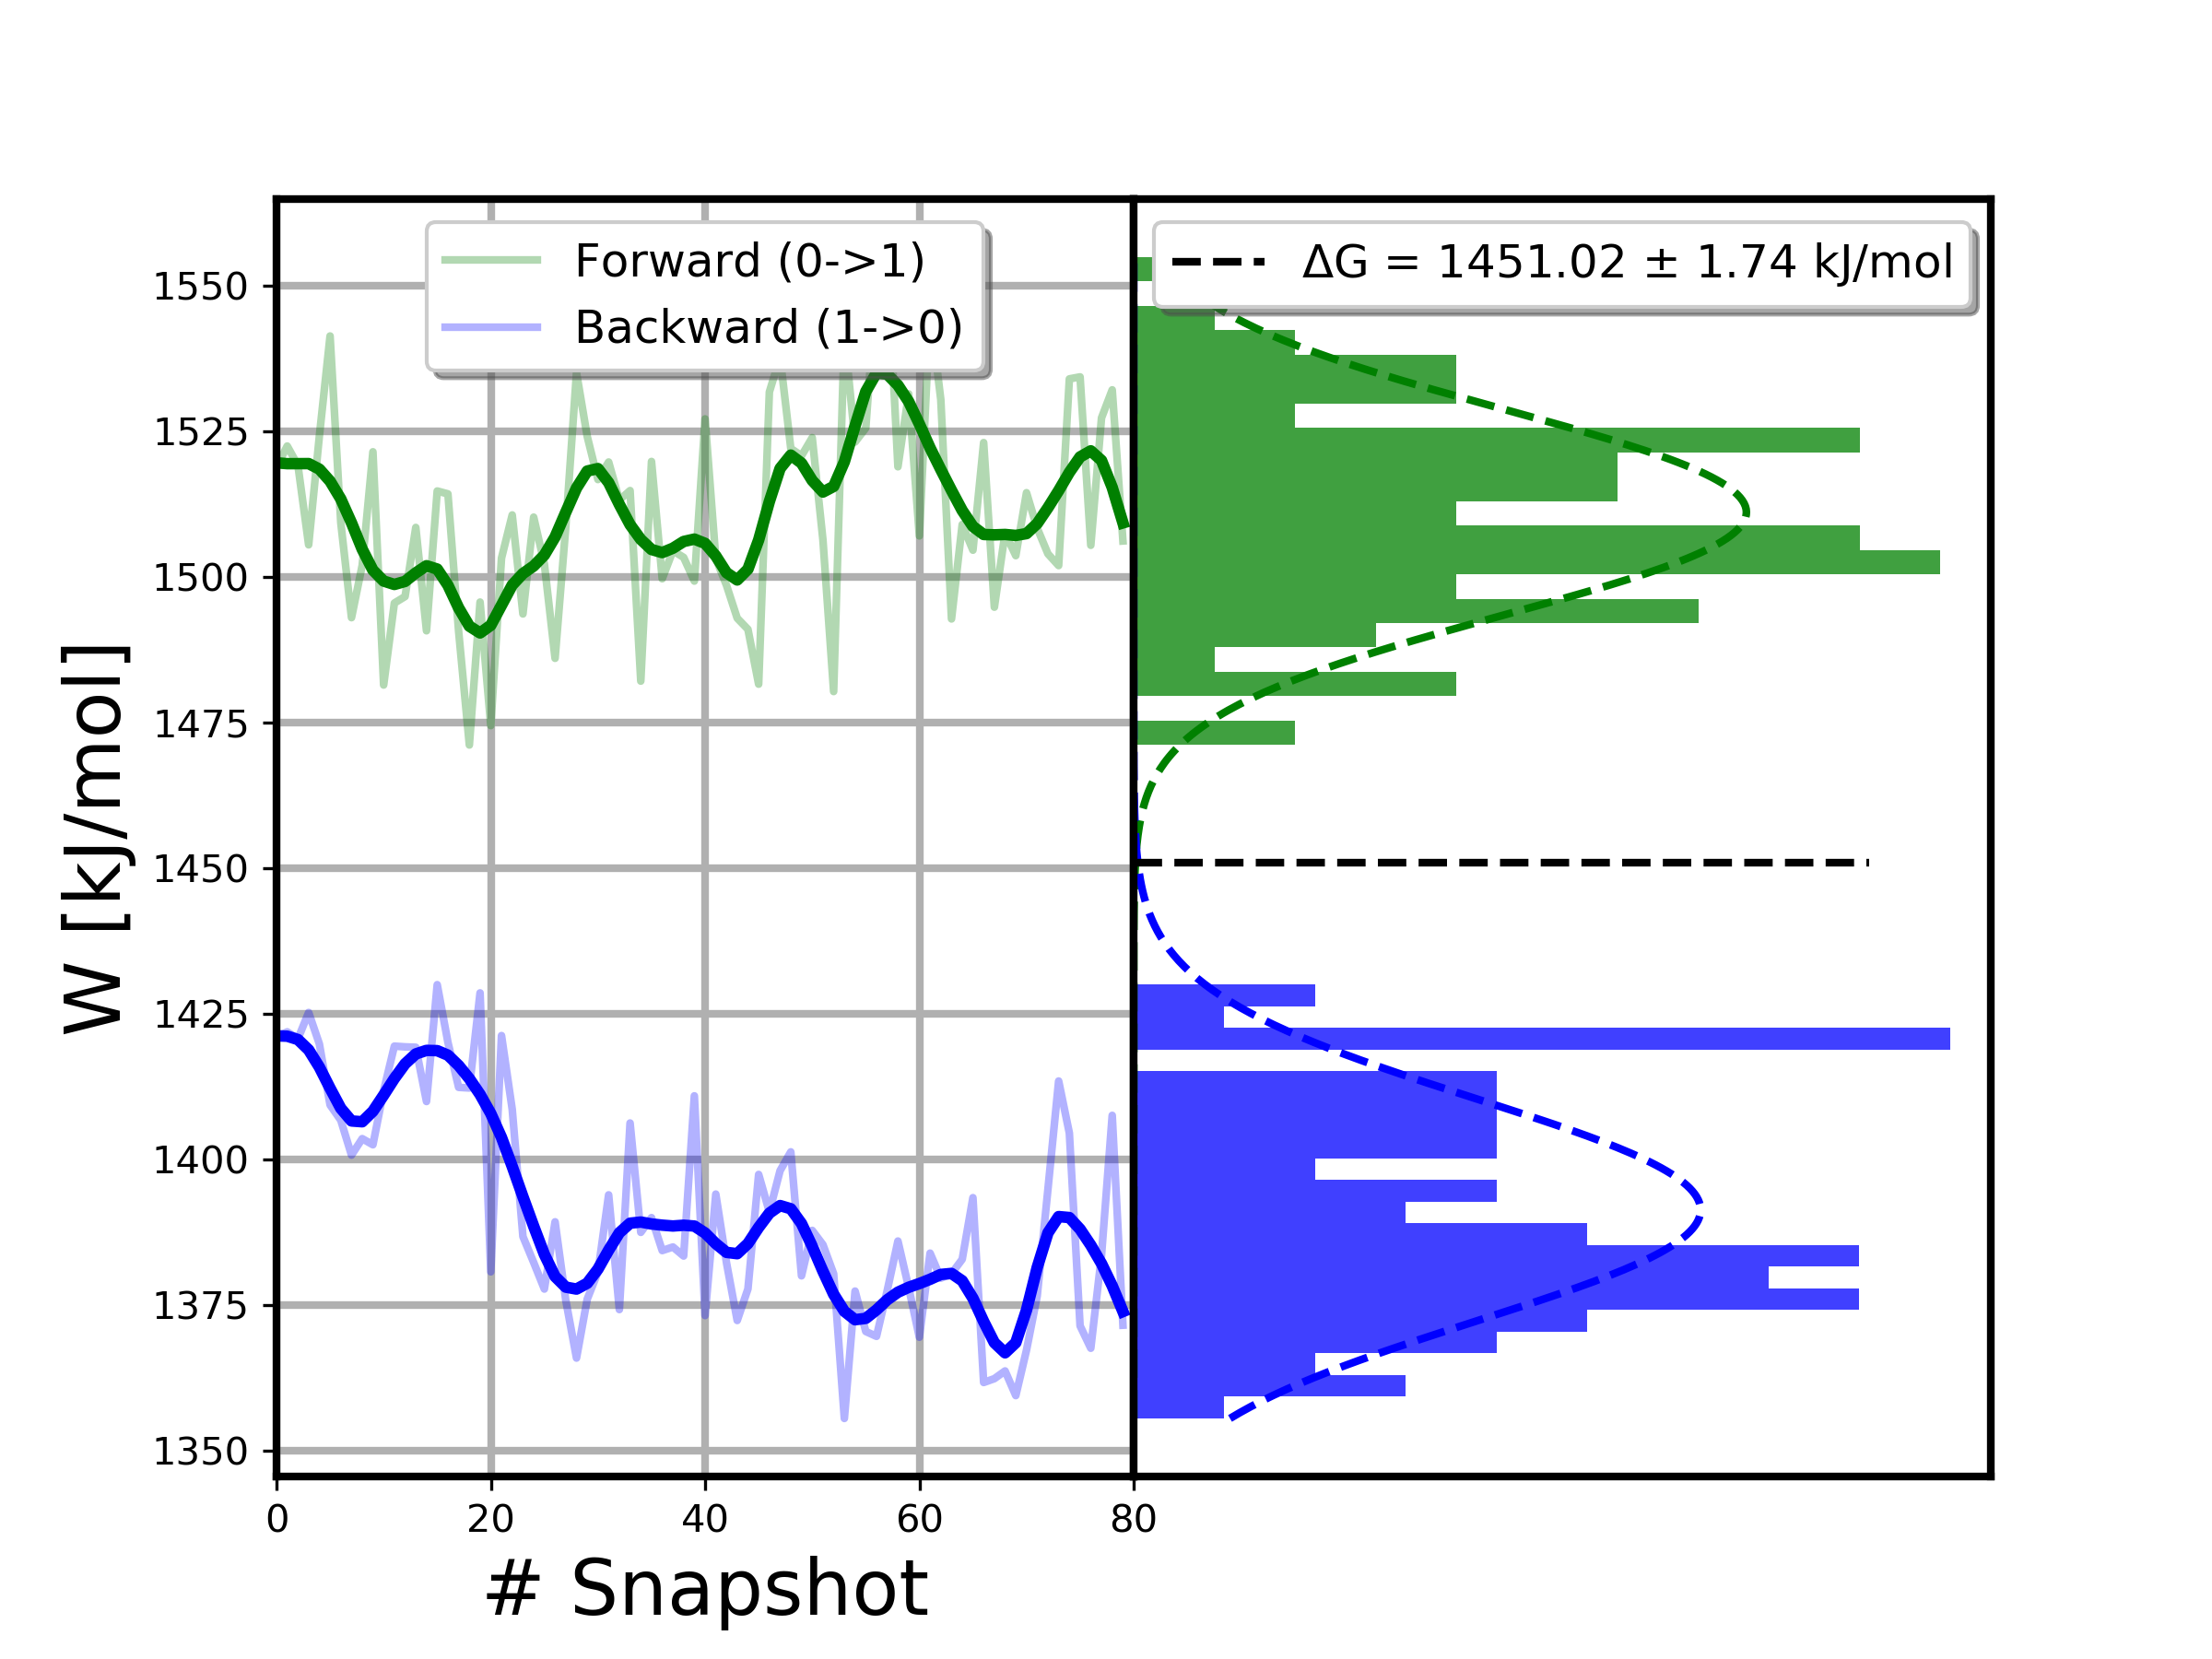 Forward (0->1)
Backward (1->0)
ΔG = 1451.02 ± 1.74 kJ/mol
W [kJ/mol]
1550
1525
1500
1475
1450
1425
1400
1375
1350
0 20 40 60 80
# Snapshot